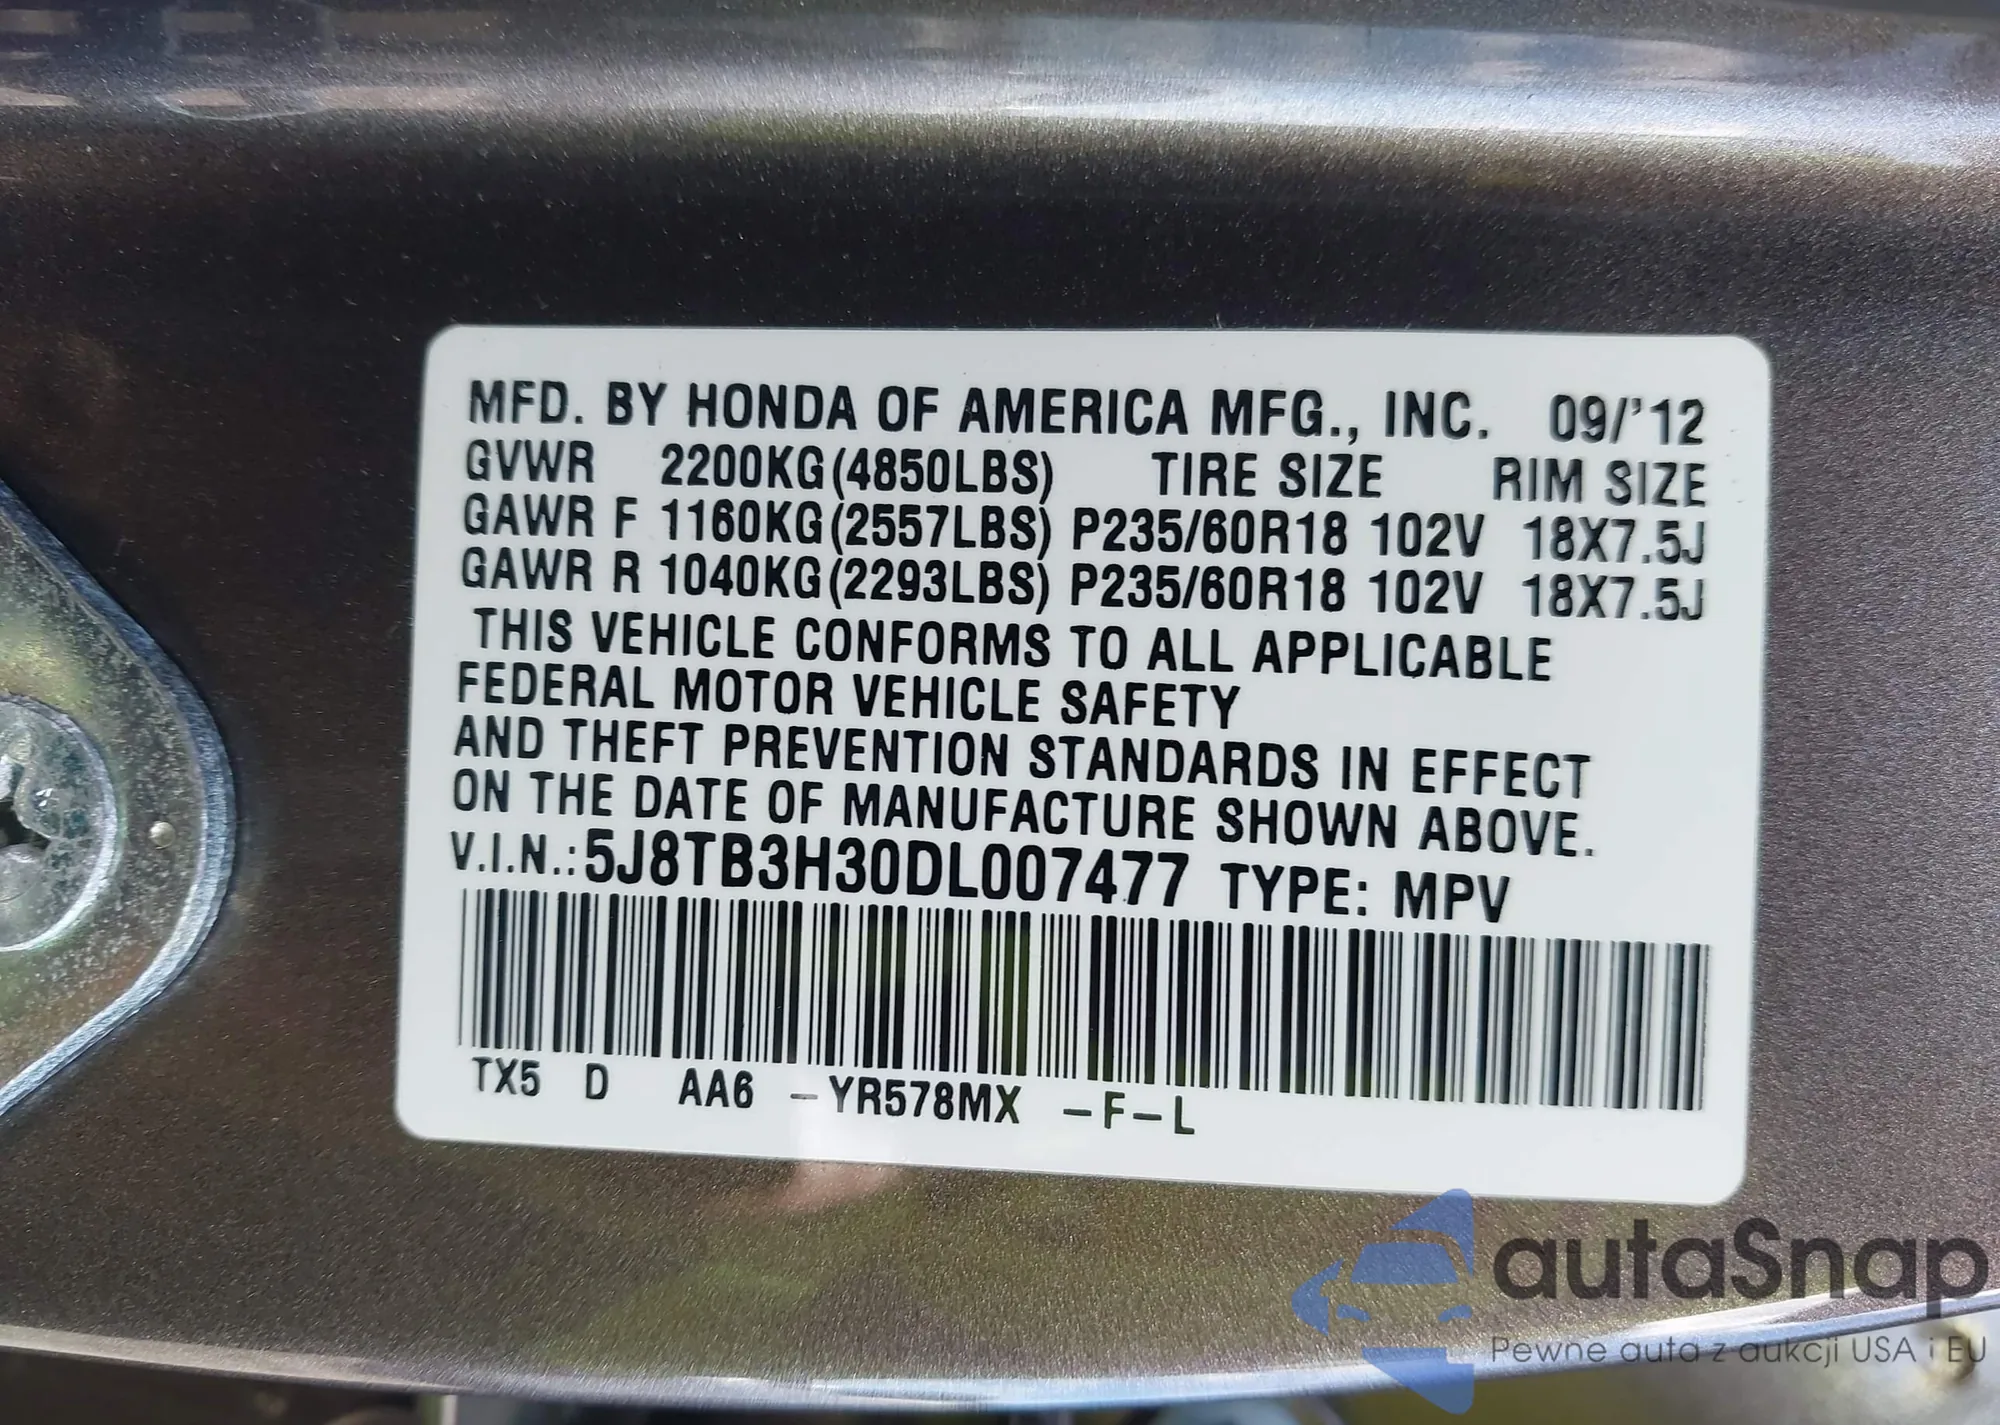 MFD. BY HONDA OF AMERICA MFG., INC. 09/'12
GVWR 2200KG(4850LBS) TIRE SIZE RIM SIZE
GAWR F 1160KG(2557LBS) P235/60R18 102V 18X7.5J
GAWR R 1040KG(2293LBS) P235/60R18 102V 18X7.5J
THIS VEHICLE CONFORMS TO ALL APPLICABLE
FEDERAL MOTOR VEHICLE SAFETY
AND THEFT PREVENTION STANDARDS IN EFFECT
ON THE DATE OF MANUFACTURE SHOWN ABOVE.
V.I.N.: 5J8TB3H30DL007477 TYPE: MPV
TX5 D AA6 -YR578MX -F-L
autaSnap
Pewne auta z aukcji USA i EU